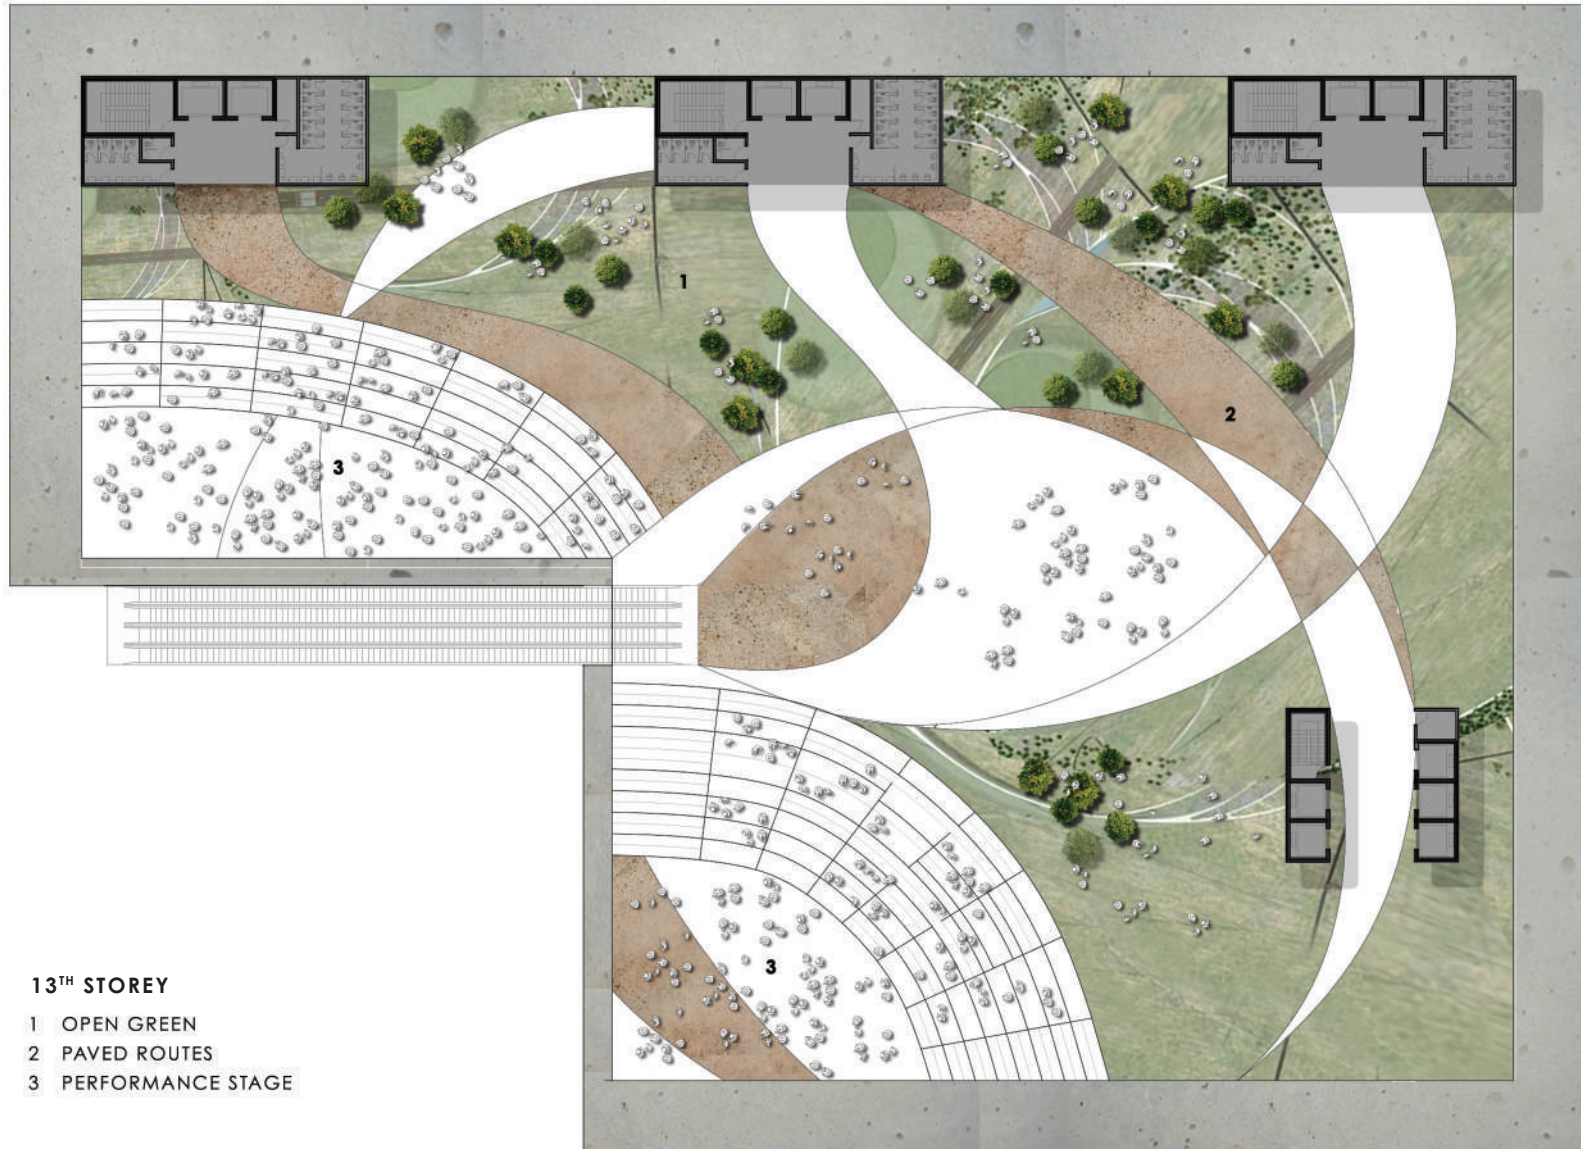 1
2
3
3
13TH STOREY
1 OPEN GREEN
2 PAVED ROUTES
3 PERFORMANCE STAGE